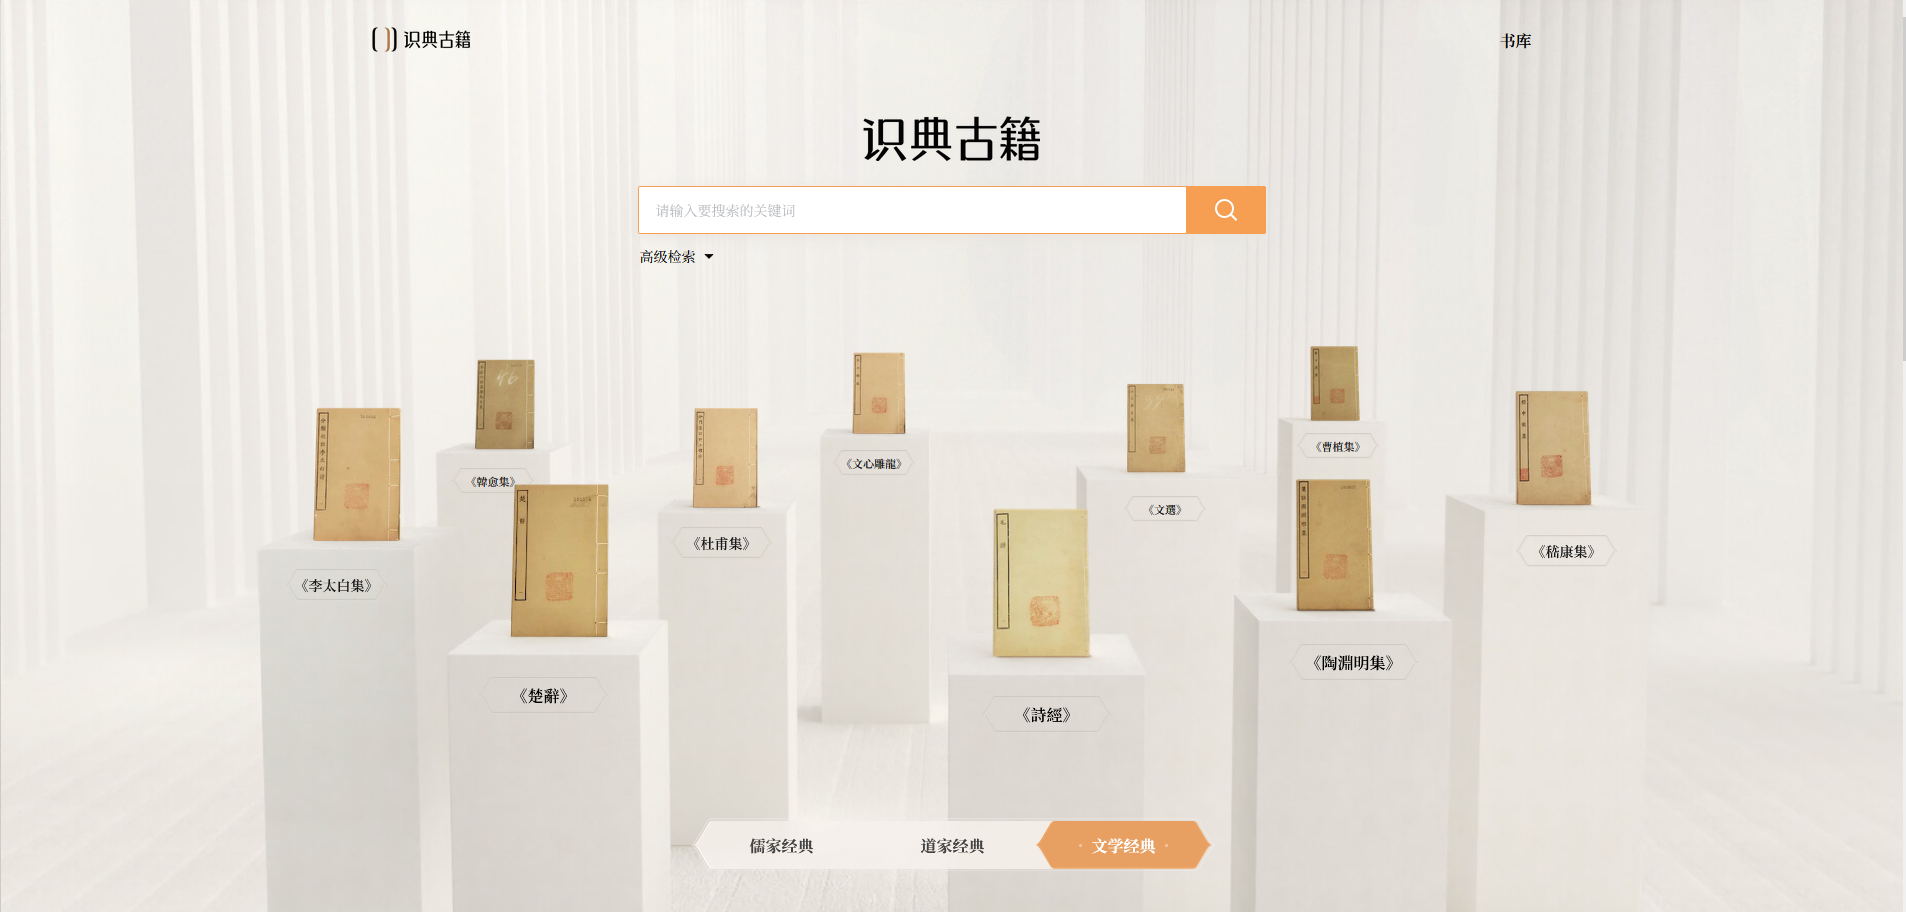 识典古籍
书库
识典古籍
请输入要搜索的关键词
高级检索
《韓愈集》
《文心雕龍》
《曹植集》
《李太白集》
《杜甫集》
《文選》
《嵇康集》
《楚辭》
《詩經》
《陶淵明集》
儒家经典
道家经典
· 文学经典 ·